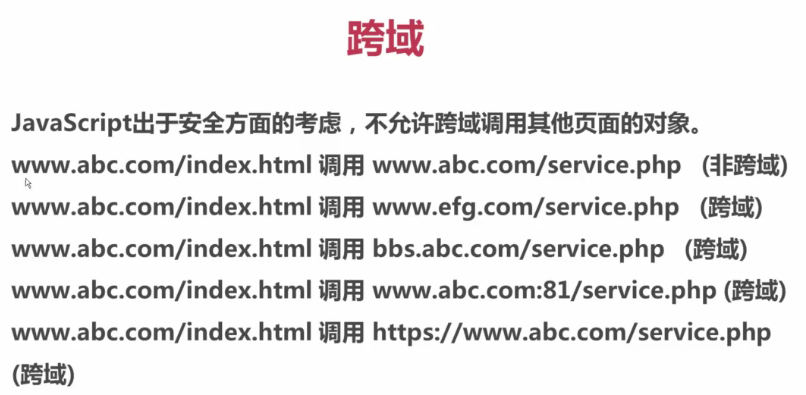 跨域
JavaScript出于安全方面的考虑，不允许跨域调用其他页面的对象。
www.abc.com/index.html 调用 www.abc.com/service.php (非跨域)
www.abc.com/index.html 调用 www.efg.com/service.php (跨域)
www.abc.com/index.html 调用 bbs.abc.com/service.php (跨域)
www.abc.com/index.html 调用 www.abc.com:81/service.php (跨域)
www.abc.com/index.html 调用 https://www.abc.com/service.php
(跨域)